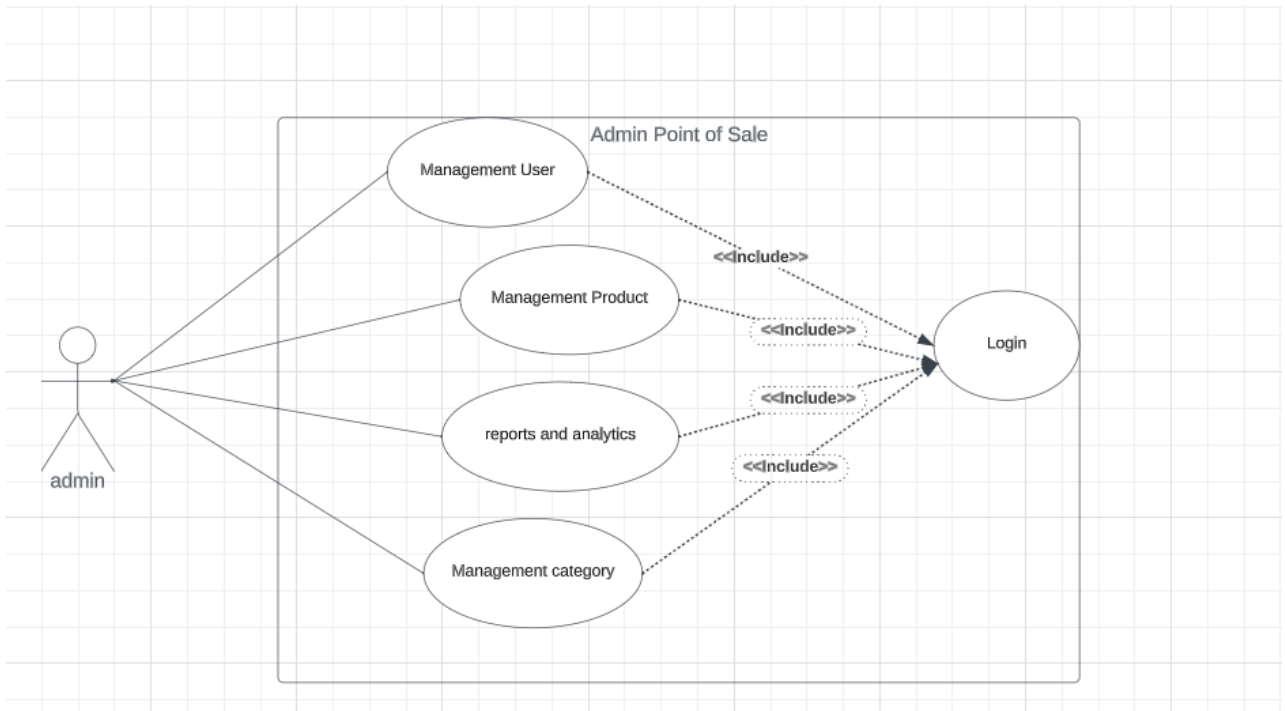 Admin Point of Sale
Management User
<<Include>>
Management Product
<<Include>>
Login
<<Include>>
reports and analytics
<<Include>>
admin
Management category